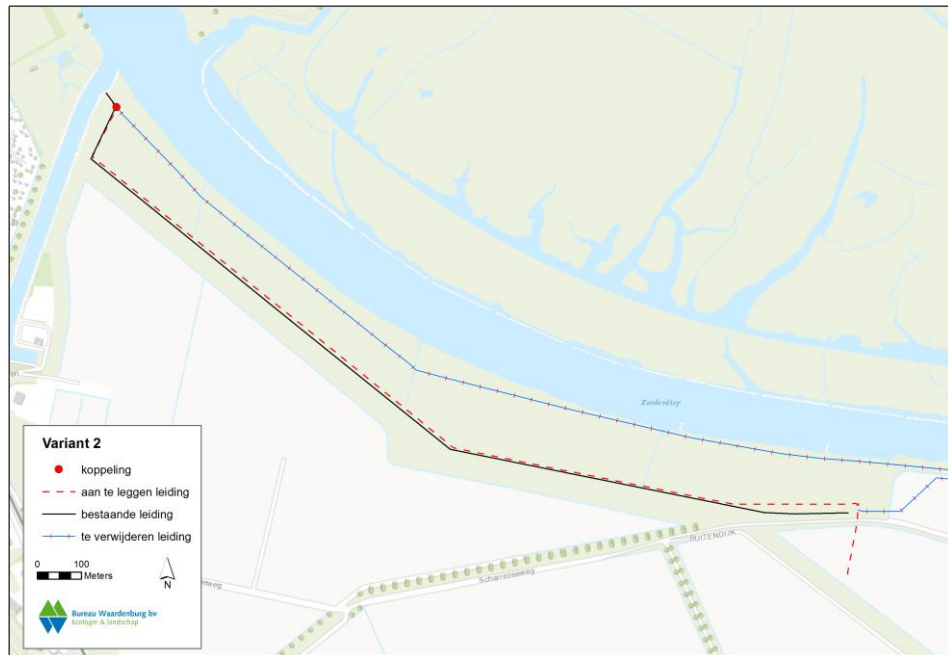 Zuiderdiep
BUITENDIJK
Scharrezeeweg
Variant 2
koppeling
aan te leggen leiding
bestaande leiding
te verwijderen leiding
0 100
Meters
N
Bureau Waardenburg bv
Ecologie & landschap